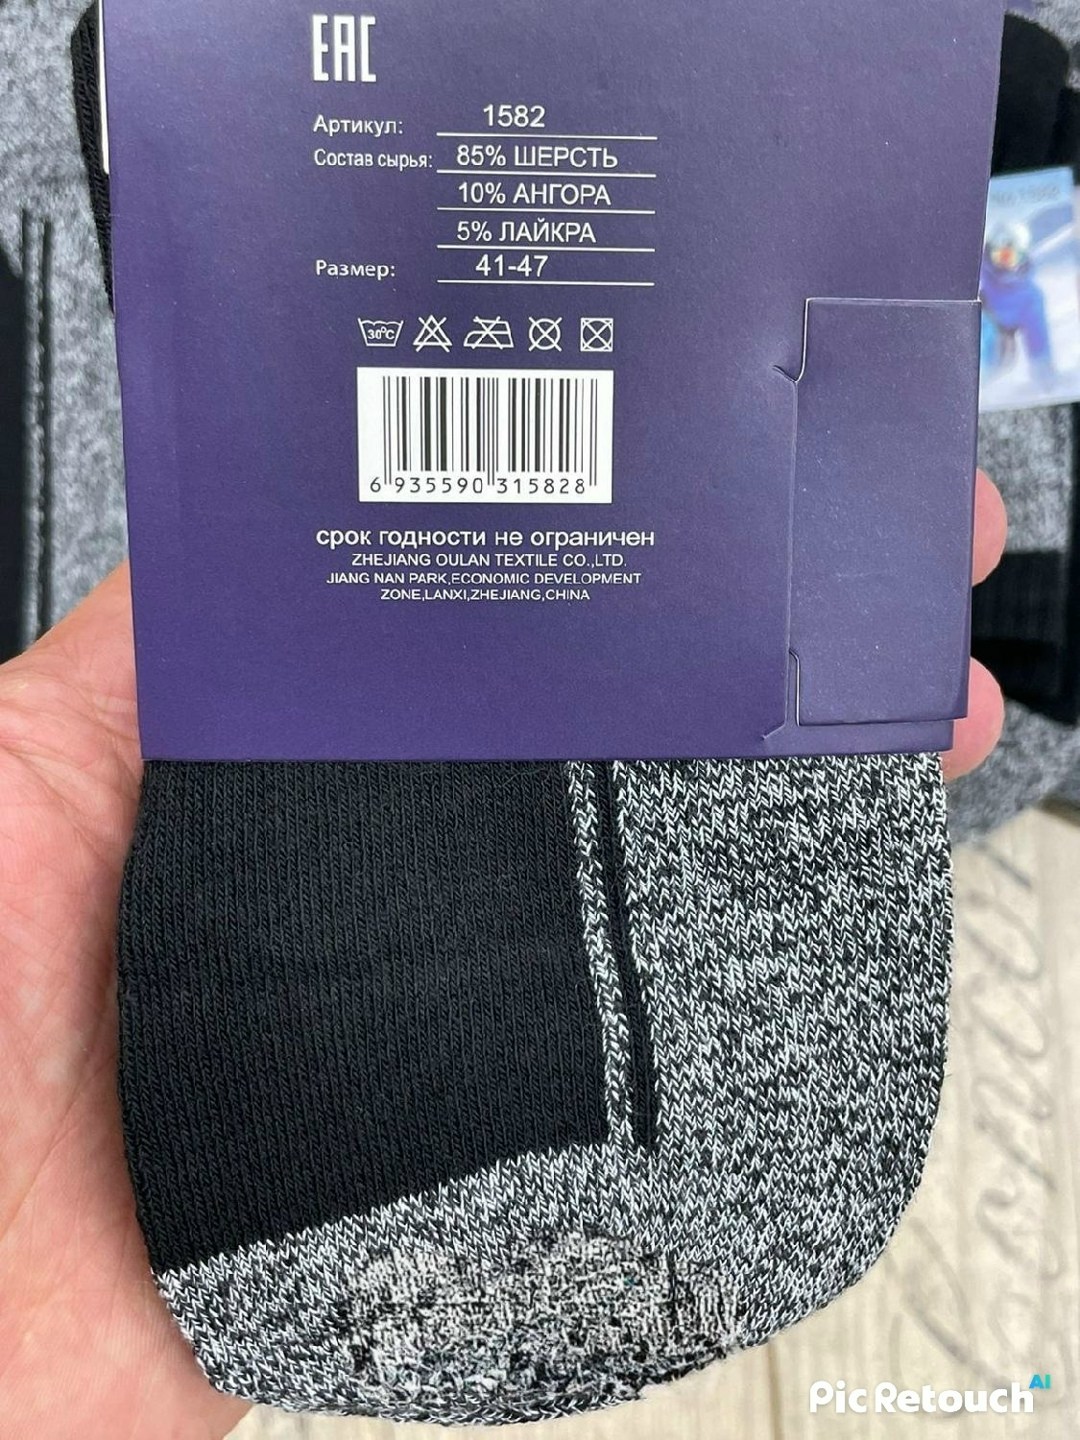 EAC
Артикул: 1582
Состав сырья: 85% ШЕРСТЬ
10% АНГОРА
5% ЛАЙКРА
Размер: 41-47
30°C
6 935590 315828
срок годности не ограничен
ZHEJIANG OULAN TEXTILE CO.,LTD.
JIANG NAN PARK,ECONOMIC DEVELOPMENT
ZONE,LANXI,ZHEJIANG,CHINA
PicRetouch AI